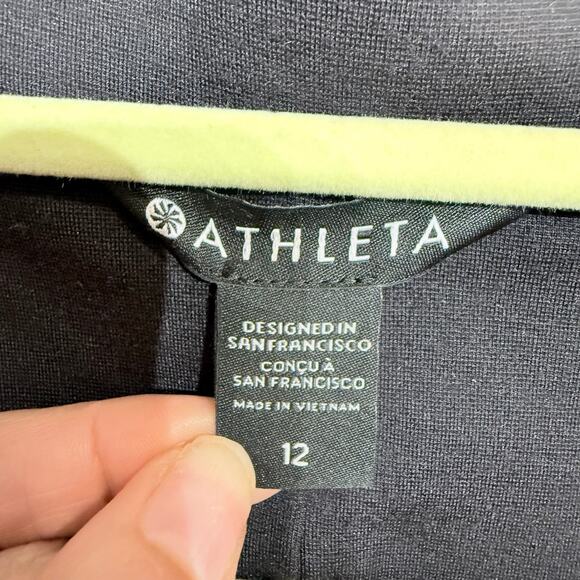 ATHLETA
DESIGNED IN
SAN FRANCISCO
CONÇU À
SAN FRANCISCO
MADE IN VIETNAM
12